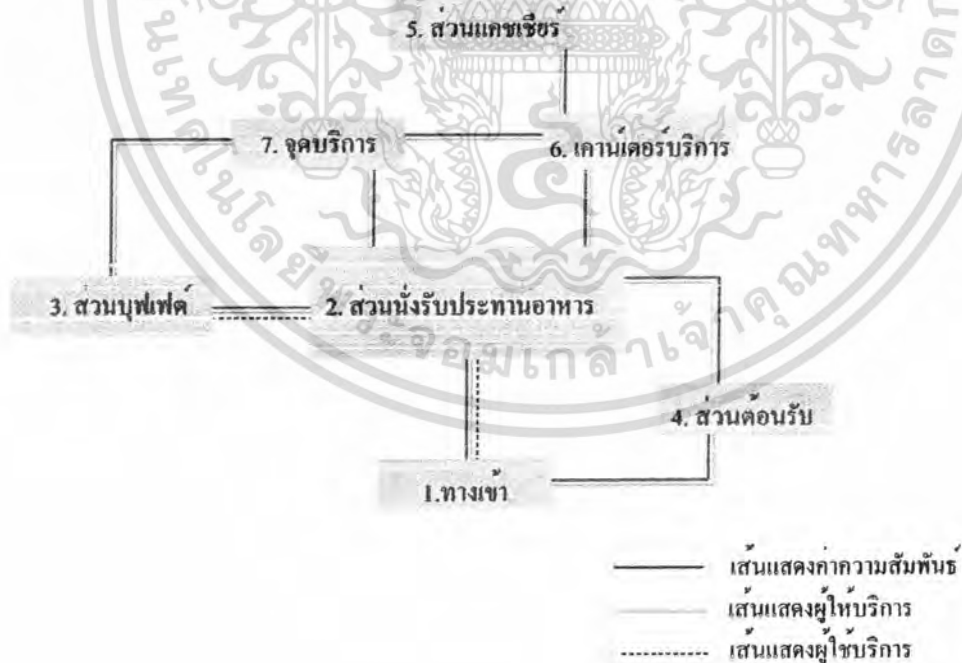 5. ส่วนแคชเชียร์
7. จุดบริการ
6. เคาน์เตอร์บริการ
3. ส่วนบุฟเฟต์
2. ส่วนนั่งรับประทานอาหาร
4. ส่วนต้อนรับ
1.ทางเข้า
เส้นแสดงค่าความสัมพันธ์
เส้นแสดงผู้ให้บริการ
เส้นแสดงผู้ใช้บริการ